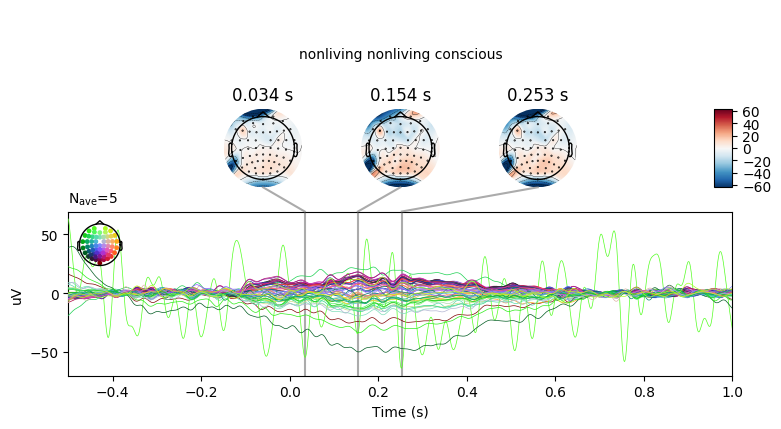 nonliving nonliving conscious
0.034 s 0.154 s 0.253 s
60
40
20
0
−20
−40
−60
N_ave=5
50
0
−50
uV
−0.4 −0.2 0.0 0.2 0.4 0.6 0.8 1.0
Time (s)